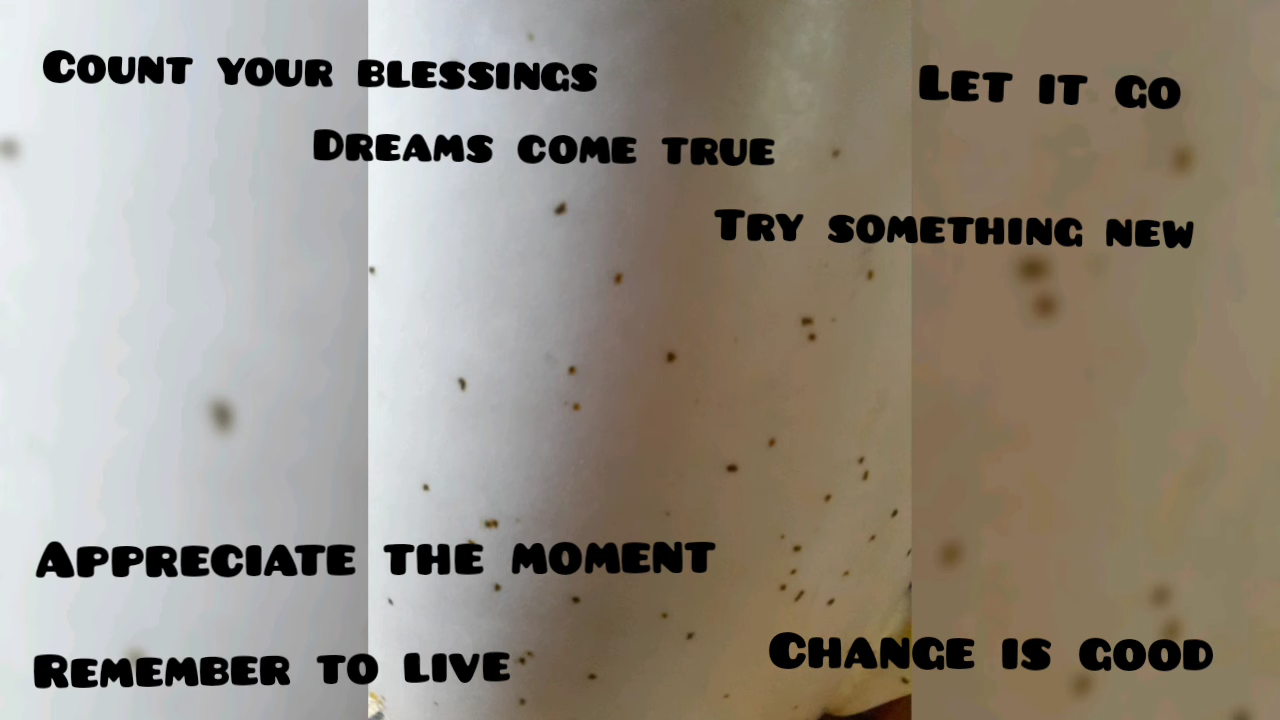 Count your blessings
Let it go
Dreams come true
Try something new
Appreciate the moment
Remember to live
Change is good